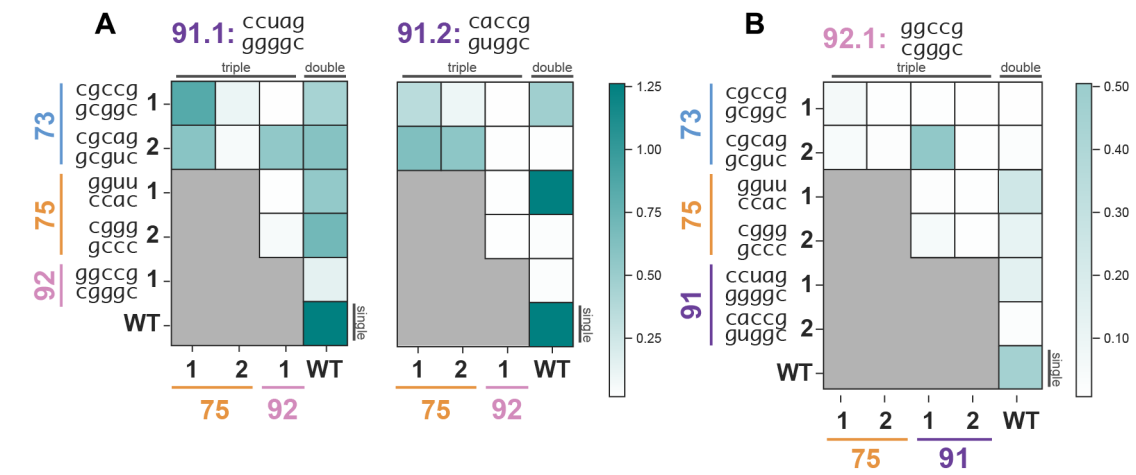 A
91.1: ccuag
ggggc
triple
double
73
cgccg
gcggc
1
cgcag
gcguc
2
75
gguu
ccac
1
cggg
gccc
2
92
ggccg
cgggc
1
WT
single
1 2 1 WT
75 92
91.2: caccg
guggc
triple
double
single
1 2 1 WT
75 92
1.25
1.00
0.75
0.50
0.25
B
92.1: ggccg
cgggc
triple
double
73
cgccg
gcggc
1
cgcag
gcguc
2
75
gguu
ccac
1
cggg
gccc
2
91
ccuag
ggggc
1
caccg
guggc
2
WT
single
1 2 1 2 WT
75 91
0.50
0.40
0.30
0.20
0.10